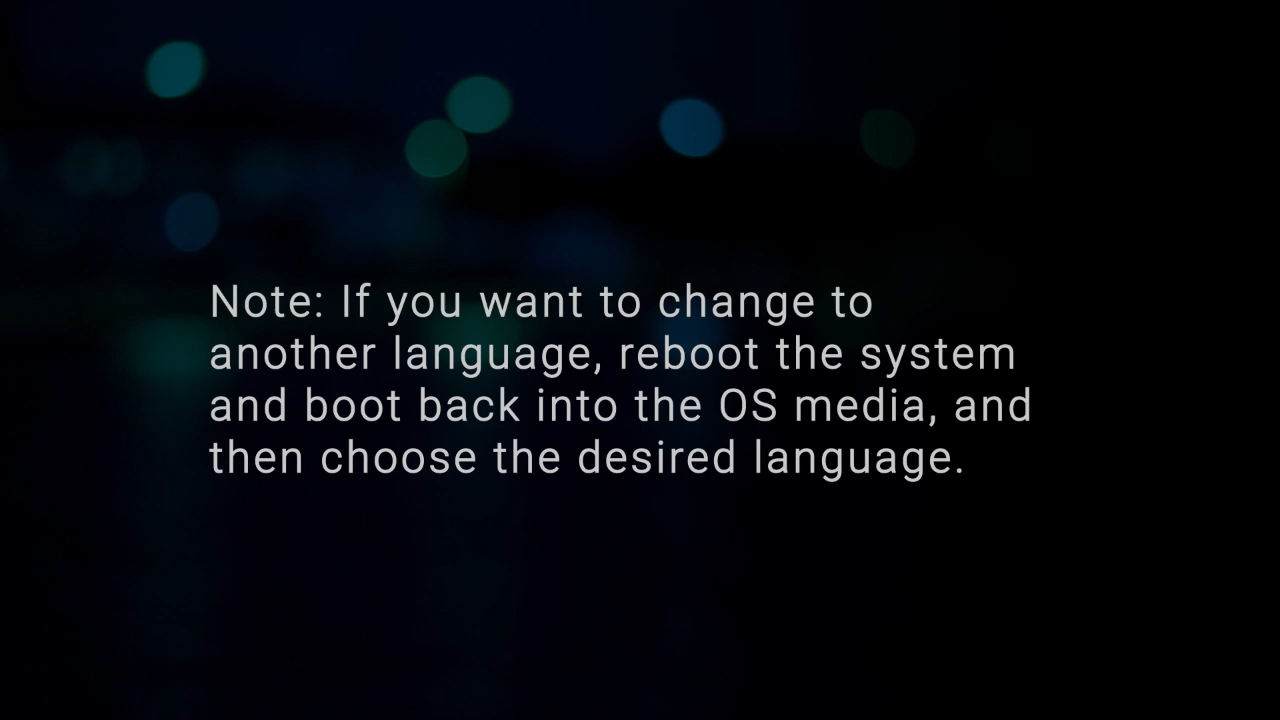 Note: If you want to change to
another language, reboot the system
and boot back into the OS media, and
then choose the desired language.